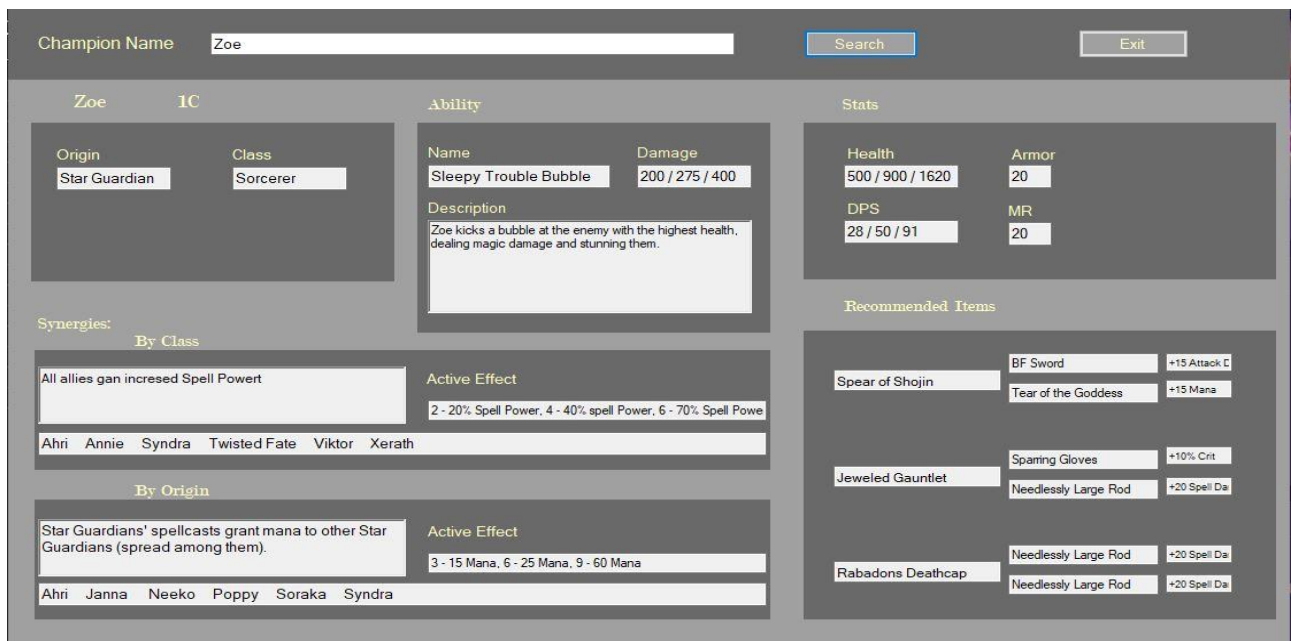 Champion Name Zoe Search Exit
Zoe 1C
Origin Class
Star Guardian Sorcerer
Ability
Name Damage
Sleepy Trouble Bubble 200 / 275 / 400
Description
Zoe kicks a bubble at the enemy with the highest health,
dealing magic damage and stunning them.
Stats
Health Armor
500 / 900 / 1620 20
DPS MR
28 / 50 / 91 20
Synergies:
By Class
All allies gan incresed Spell Powert
Active Effect
2 - 20% Spell Power, 4 - 40% spell Power, 6 - 70% Spell Powe
Ahri Annie Syndra Twisted Fate Viktor Xerath
By Origin
Star Guardians' spellcasts grant mana to other Star
Guardians (spread among them).
Active Effect
3 - 15 Mana, 6 - 25 Mana, 9 - 60 Mana
Ahri Janna Neeko Poppy Soraka Syndra
Recommended Items
Spear of Shojin
BF Sword +15 Attack D
Tear of the Goddess +15 Mana
Jeweled Gauntlet
Sparring Gloves +10% Crit
Needlessly Large Rod +20 Spell Da
Rabadons Deathcap
Needlessly Large Rod +20 Spell Da
Needlessly Large Rod +20 Spell Da